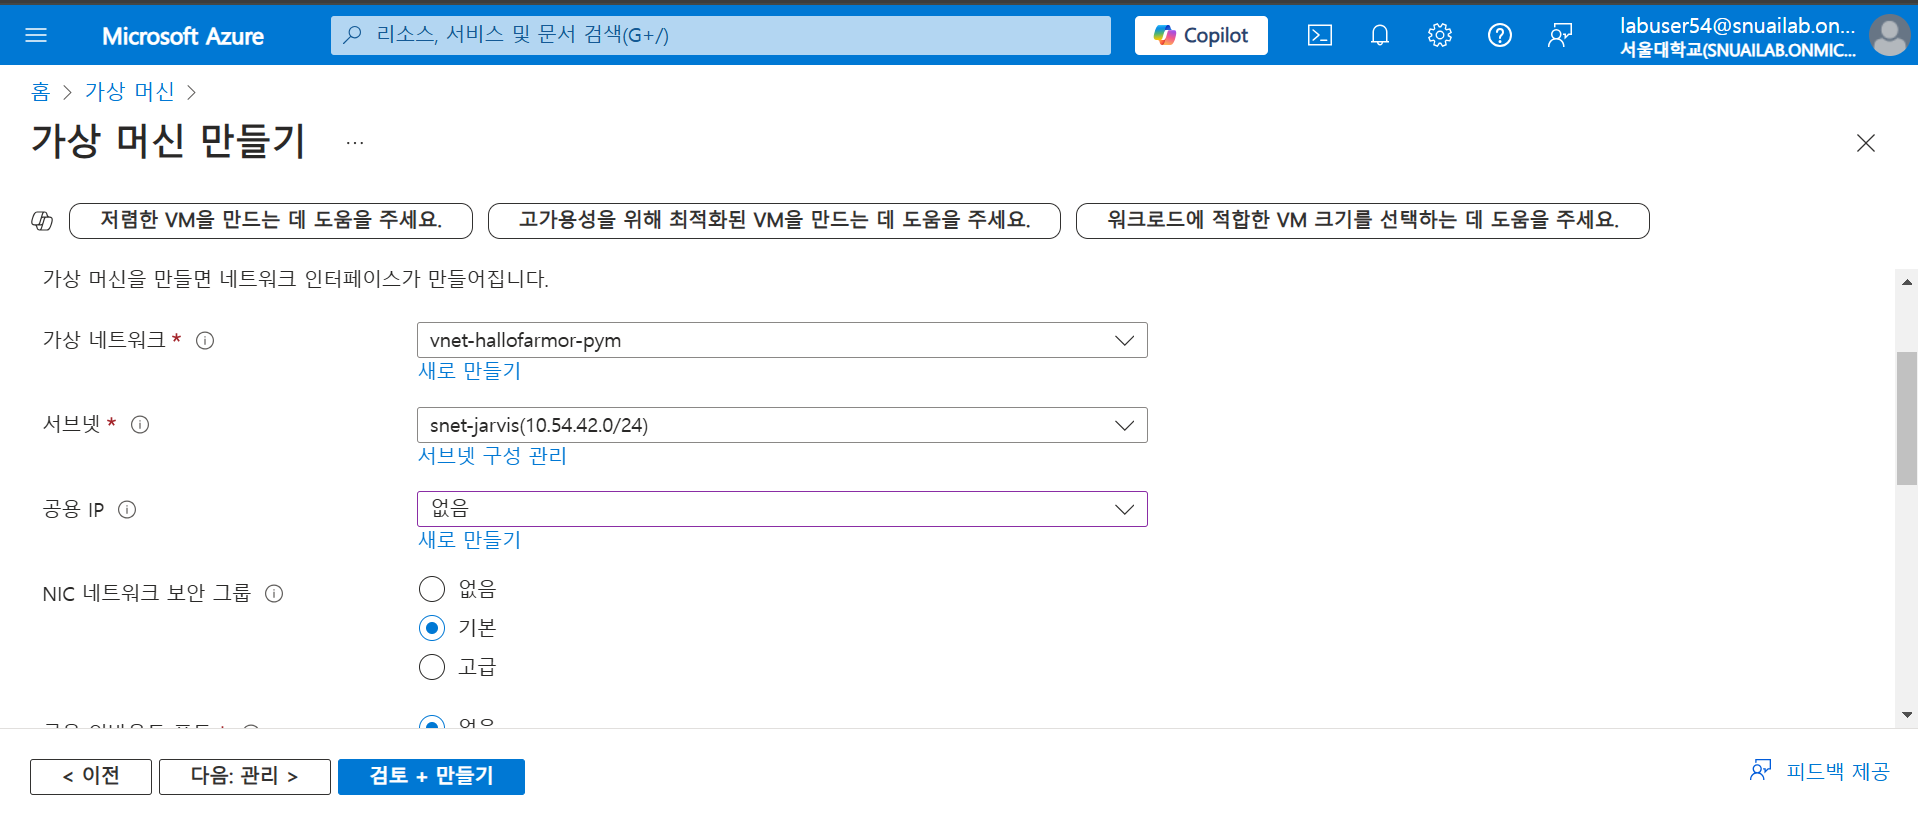 Microsoft Azure
리소스, 서비스 및 문서 검색(G+/)
Copilot
labuser54@snuailab.on...
서울대학교(SNUAILAB.ONMIC...
홈 > 가상 머신 >
가상 머신 만들기 ...
저렴한 VM을 만드는 데 도움을 주세요.
고가용성을 위해 최적화된 VM을 만드는 데 도움을 주세요.
워크로드에 적합한 VM 크기를 선택하는 데 도움을 주세요.
가상 머신을 만들면 네트워크 인터페이스가 만들어집니다.
가상 네트워크 *
vnet-hallofarmor-pym
새로 만들기
서브넷 *
snet-jarvis(10.54.42.0/24)
서브넷 구성 관리
공용 IP
없음
새로 만들기
NIC 네트워크 보안 그룹
없음
기본
고급
< 이전
다음: 관리 >
검토 + 만들기
피드백 제공